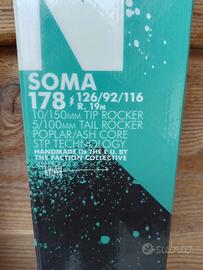 SOMA
178 126/92/116
R. 19M
10/150MM TIP ROCKER
5/100MM TAIL ROCKER
POPLAR/ASH CORE
STP TECHNOLOGY
HANDMADE IN THE E.U. BY
THE FACTION COLLECTIVE
subito